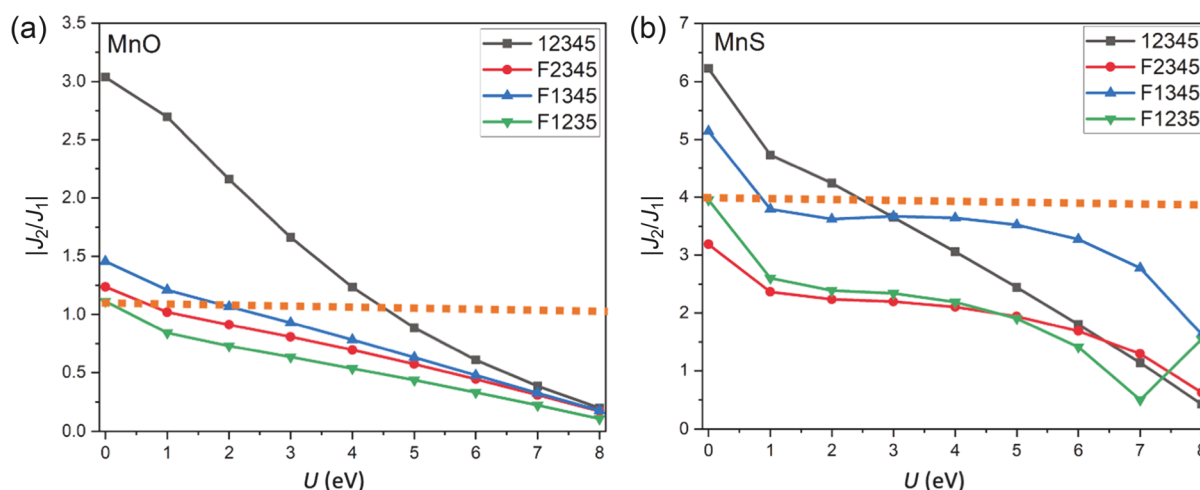 (a)
MnO
12345
F2345
F1345
F1235
3.5
3.0
2.5
2.0
1.5
1.0
0.5
0.0
|J2/J1|
0 1 2 3 4 5 6 7 8
U (eV)
(b)
MnS
12345
F2345
F1345
F1235
7
6
5
4
3
2
1
0
|J2/J1|
0 1 2 3 4 5 6 7 8
U (eV)